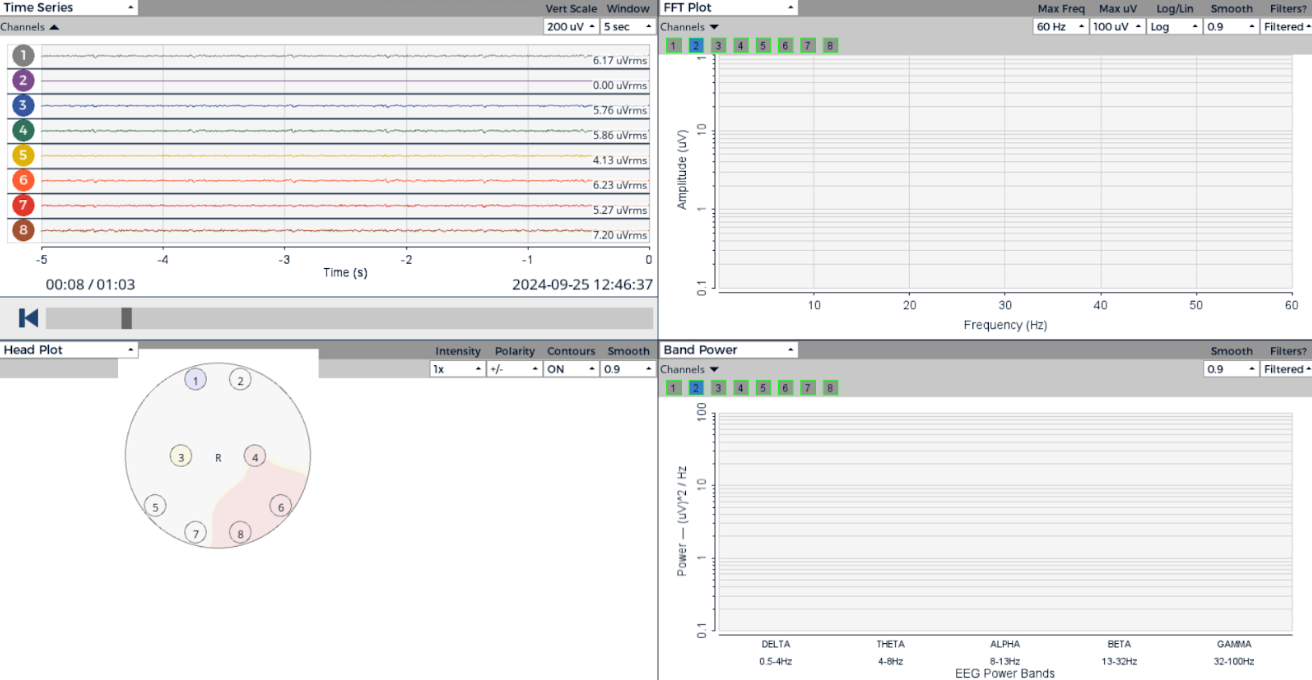 Time Series
Vert Scale Window
Channels
200 uV 5 sec
1 6.17 uVrms
2 0.00 uVrms
3 5.76 uVrms
4 5.86 uVrms
5 4.13 uVrms
6 6.23 uVrms
7 5.27 uVrms
8 7.20 uVrms
-5 -4 -3 -2 -1 0
Time (s)
00:08 / 01:03 2024-09-25 12:46:37
FFT Plot
Max Freq Max uV Log/Lin Smooth Filters?
Channels
60 Hz 100 uV Log 0.9 Filtered
1 2 3 4 5 6 7 8
10
1
0.1
Amplitude (uV)
10 20 30 40 50 60
Frequency (Hz)
Head Plot
Intensity Polarity Contours Smooth
1x +/- ON 0.9
1 2
3 R 4
5 6
7 8
Band Power
Smooth Filters?
Channels
0.9 Filtered
1 2 3 4 5 6 7 8
100
10
1
0.1
Power — (uV)^2 / Hz
DELTA THETA ALPHA BETA GAMMA
0.5-4Hz 4-8Hz 8-13Hz 13-32Hz 32-100Hz
EEG Power Bands